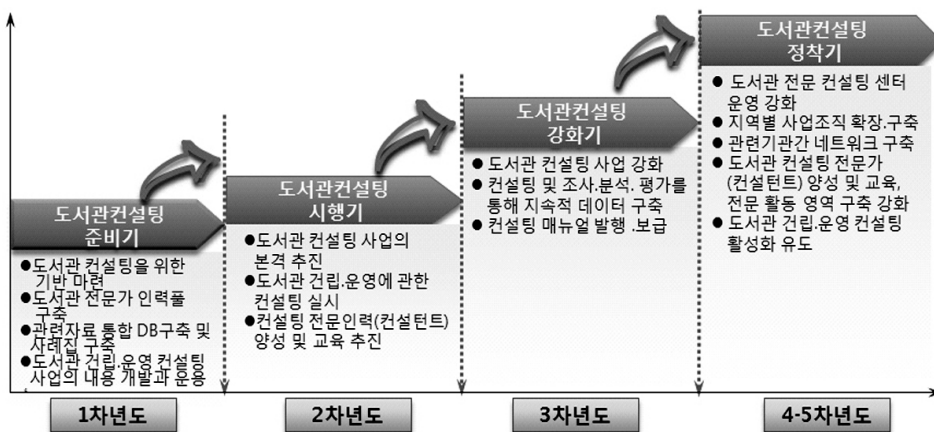 도서관컨설팅
준비기
● 도서관 컨설팅을 위한
기반 마련
● 도서관 전문가 인력풀
구축
● 관련자료 통합 DB구축 및
사례집 구축
● 도서관 건립.운영 컨설팅
사업의 내용 개발과 운용
1차년도
도서관컨설팅
시행기
● 도서관 컨설팅 사업의
본격 추진
● 도서관 건립.운영에 관한
컨설팅 실시
● 컨설팅 전문인력(컨설턴트)
양성 및 교육 추진
2차년도
도서관컨설팅
강화기
● 도서관 컨설팅 사업 강화
● 컨설팅 및 조사.분석. 평가를
통해 지속적 데이터 구축
● 컨설팅 매뉴얼 발행 .보급
3차년도
도서관컨설팅
정착기
● 도서관 전문 컨설팅 센터
운영 강화
● 지역별 사업조직 확장.구축
● 관련기관간 네트워크 구축
● 도서관 컨설팅 전문가
(컨설턴트) 양성 및 교육,
전문 활동 영역 구축 강화
● 도서관 건립.운영 컨설팅
활성화 유도
4-5차년도